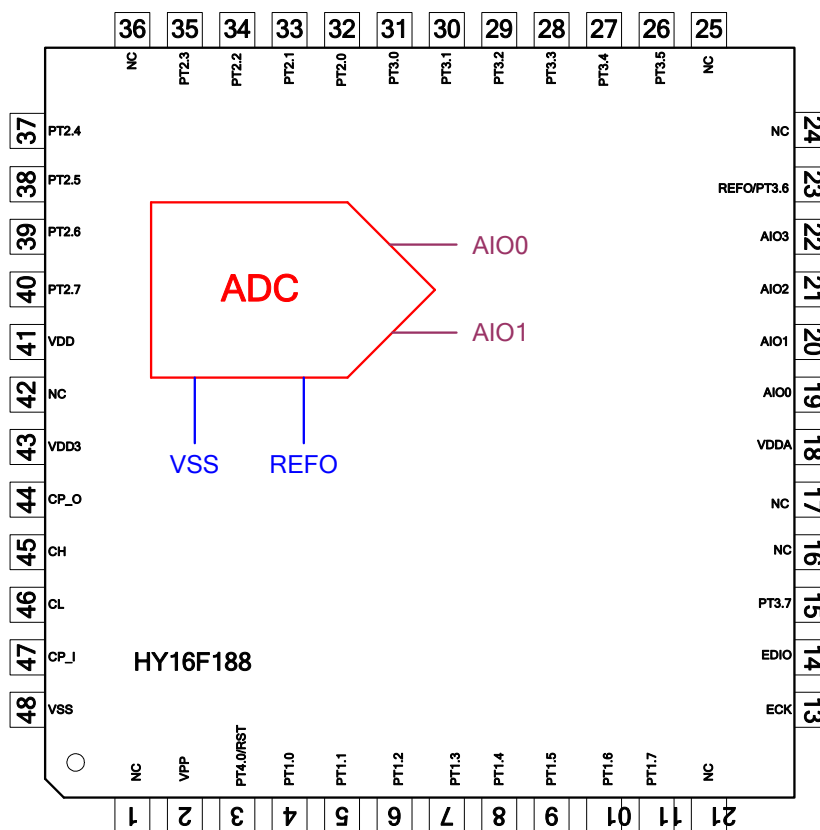 36 35 34 33 32 31 30 29 28 27 26 25
NC PT2.3 PT2.2 PT2.1 PT2.0 PT3.0 PT3.1 PT3.2 PT3.3 PT3.4 PT3.5 NC
37 PT2.4
NC 24
38 PT2.5
REFO/PT3.6 23
39 PT2.6
AIO3 22
40 PT2.7
AIO2 21
41 VDD
AIO1 20
42 NC
AIO0 19
43 VDD3
VDDA 18
44 CP_O
NC 17
45 CH
NC 16
46 CL
PT3.7 15
47 CP_I
EDIO 14
48 VSS
ECK 13
ADC
AIO0
AIO1
VSS REFO
HY16F188
NC VPP PT4.0/RST PT1.0 PT1.1 PT1.2 PT1.3 PT1.4 PT1.5 PT1.6 PT1.7 NC
1 2 3 4 5 6 7 8 9 10 11 12